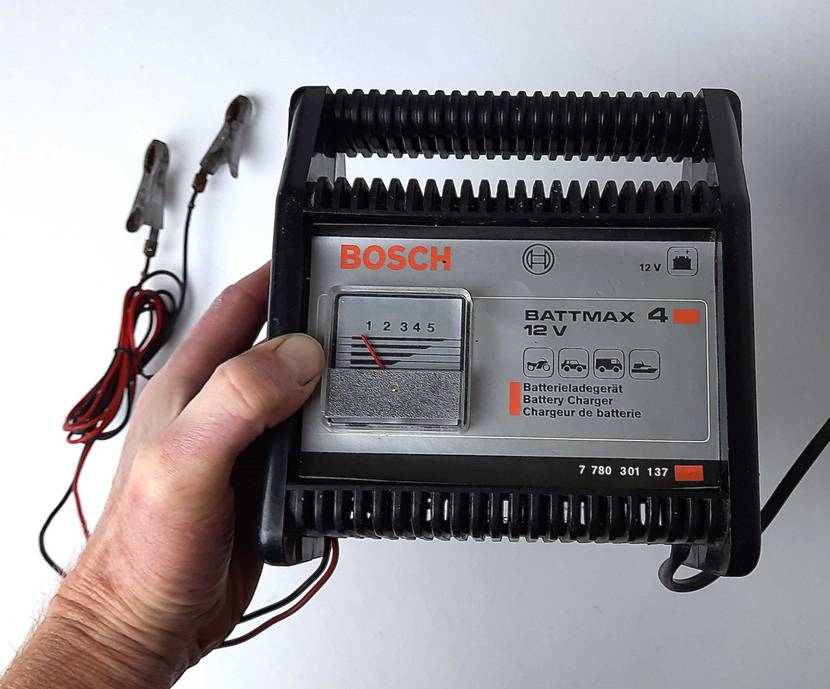 BOSCH
12 V
1 2 3 4 5
BATTMAX 4
12 V
Batterieladegerät
Battery Charger
Chargeur de batterie
7 780 301 137